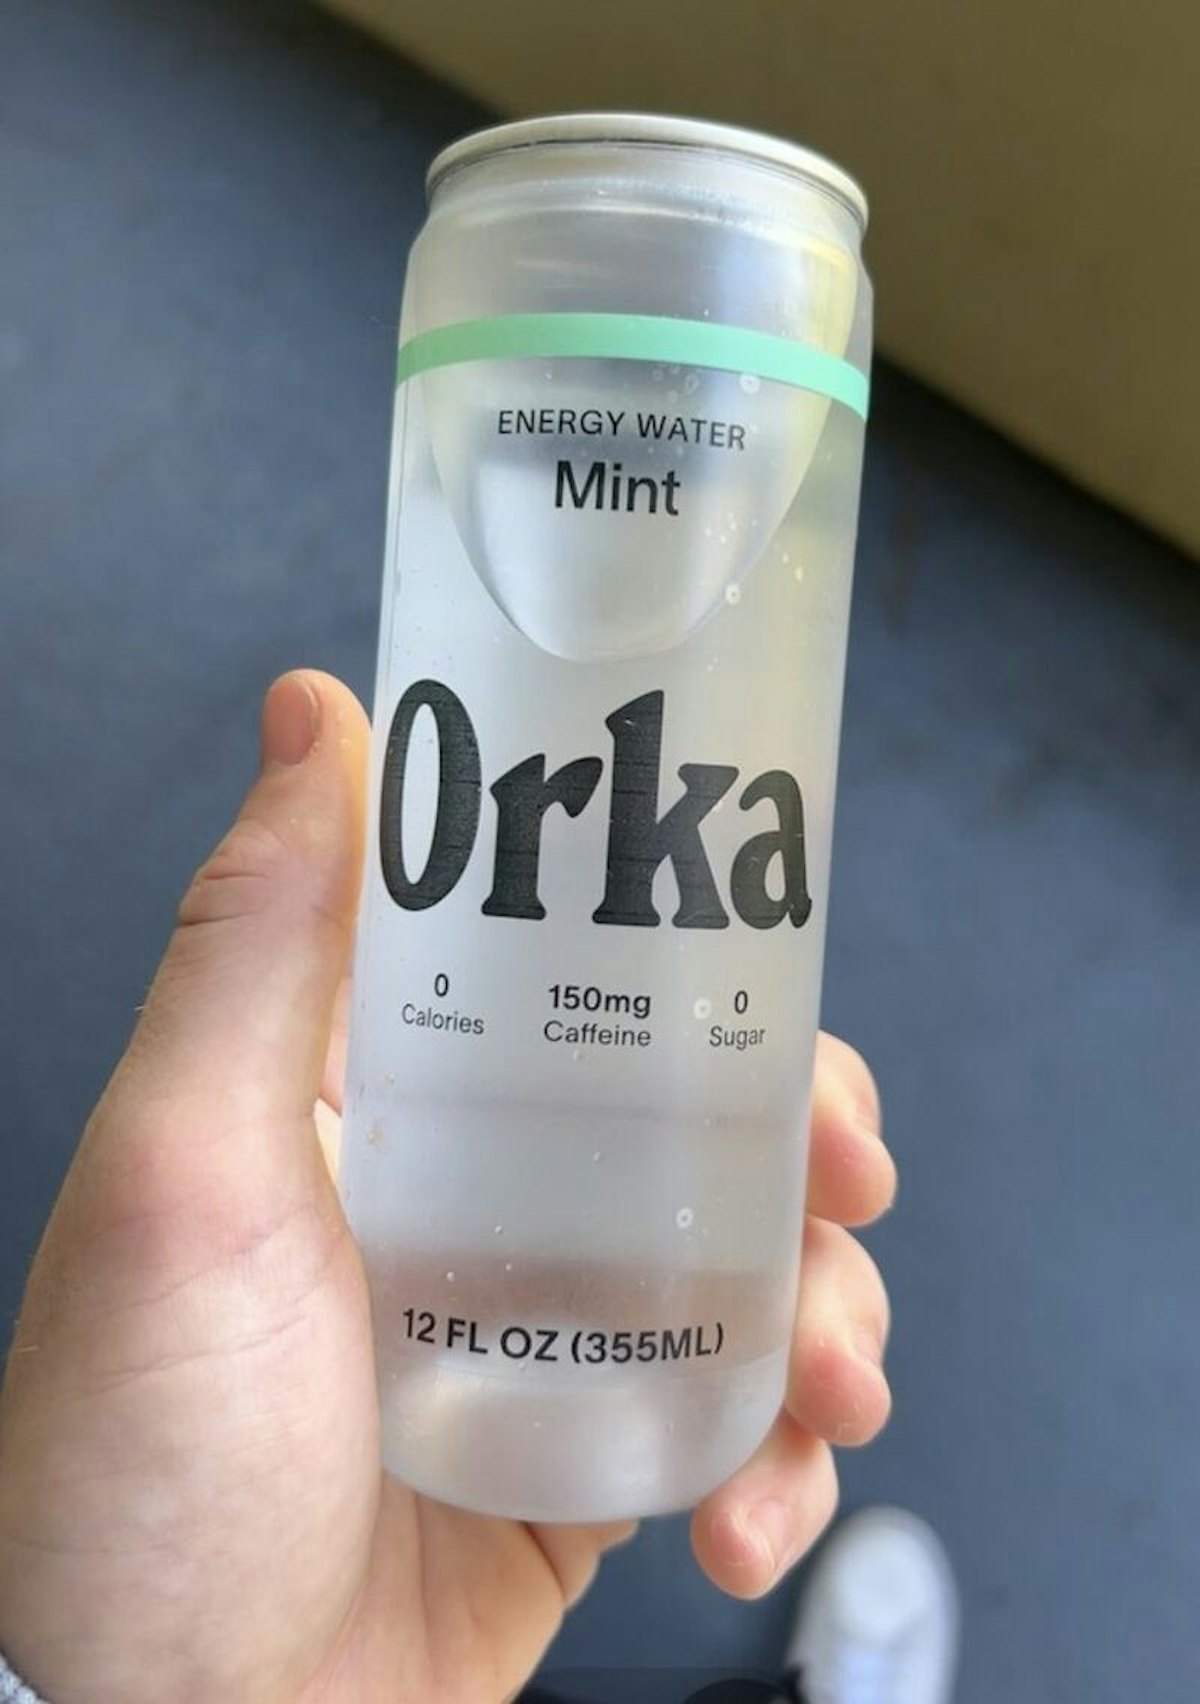 ENERGY WATER
Mint
Orka
0 150mg 0
Calories Caffeine Sugar
12 FL OZ (355ML)